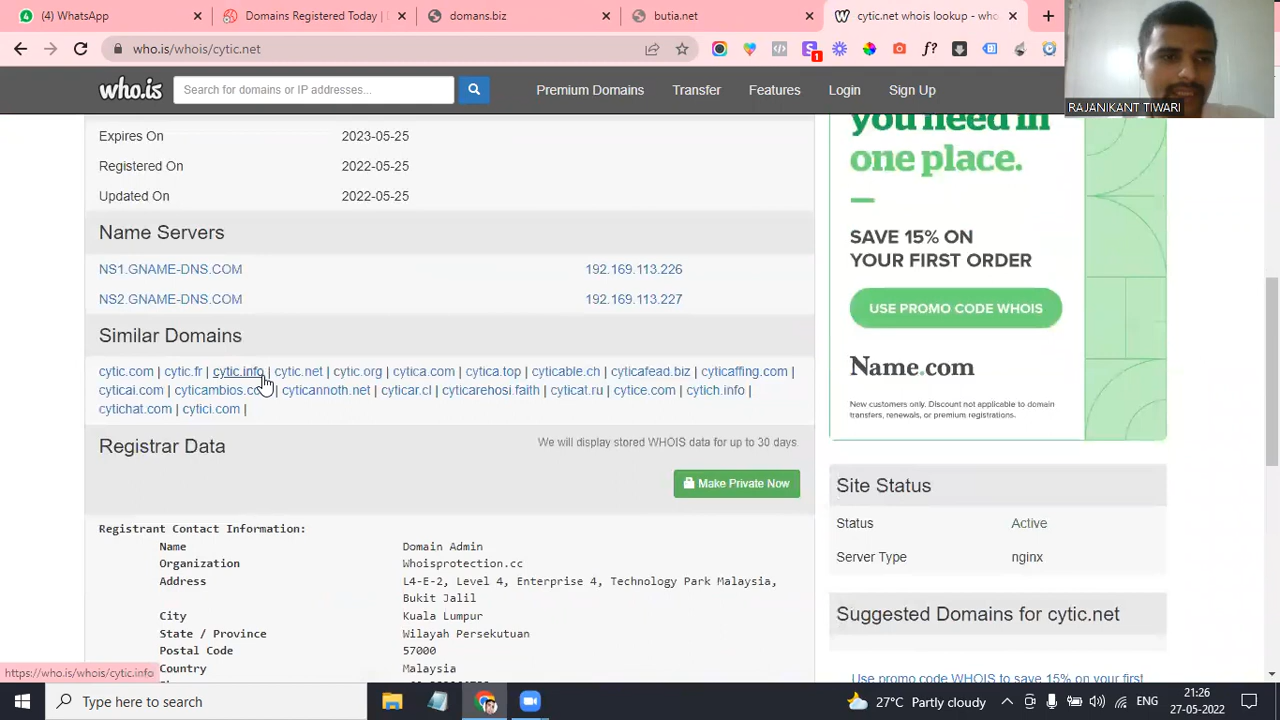 4 WhatsApp
Domains Registered Today |
domans.biz
butia.net
cytic.net whois lookup - who
who.is/whois/cytic.net
1
f?
RAJANIKANT TIWARI
who.is
Search for domains or IP addresses...
Premium Domains
Transfer
Features
Login
Sign Up
Expires On 2023-05-25
Registered On 2022-05-25
Updated On 2022-05-25
Name Servers
NS1.GNAME-DNS.COM 192.169.113.226
NS2.GNAME-DNS.COM 192.169.113.227
Similar Domains
cytic.com | cytic.fr | cytic.info | cytic.net | cytic.org | cytica.com | cytica.top | cyticable.ch | cyticafead.biz | cyticaffing.com |
cyticai.com | cyticambios.co | cyticannoth.net | cyticar.cl | cyticarehosi.faith | cyticat.ru | cytice.com | cytich.info |
cytichat.com | cytici.com |
Registrar Data
We will display stored WHOIS data for up to 30 days.
Make Private Now
Registrant Contact Information:
Name Domain Admin
Organization Whoisprotection.cc
Address L4-E-2, Level 4, Enterprise 4, Technology Park Malaysia,
Bukit Jalil
City Kuala Lumpur
State / Province Wilayah Persekutuan
Postal Code 57000
Country Malaysia
you need in
one place.
SAVE 15% ON
YOUR FIRST ORDER
USE PROMO CODE WHOIS
Name.com
New customers only. Discount not applicable to domain
transfers, renewals, or premium registrations.
Site Status
Status Active
Server Type nginx
Suggested Domains for cytic.net
Use promo code WHOIS to save 15% on your first
https://who.is/whois/cytic.info
Type here to search
27°C Partly cloudy
ENG
21:26
27-05-2022